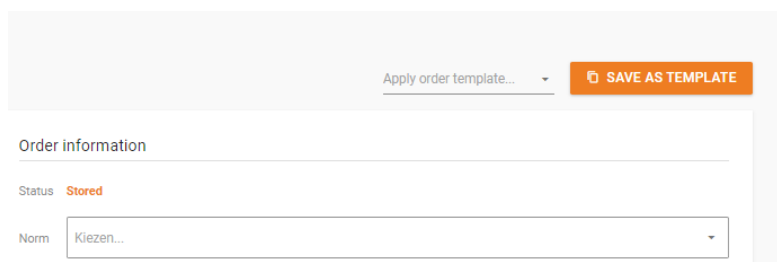 Apply order template...
SAVE AS TEMPLATE
Order information
Status Stored
Norm Kiezen...